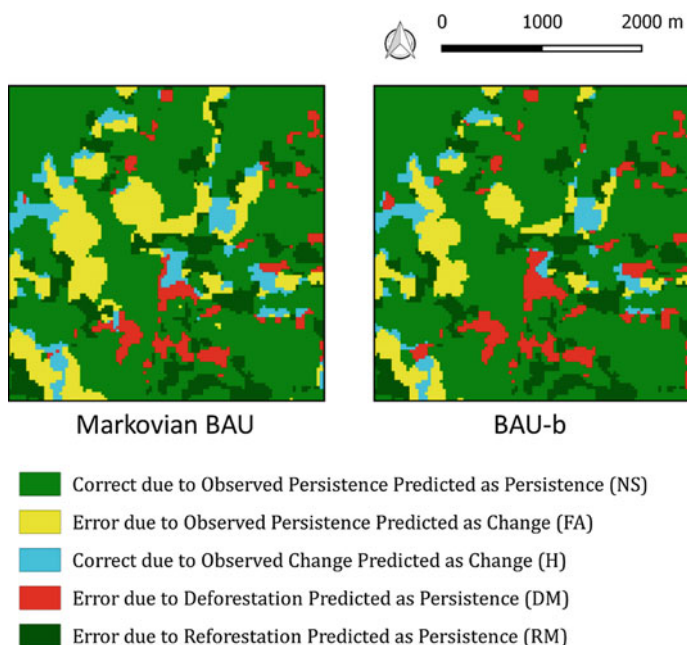 0 1000 2000 m
Markovian BAU BAU-b
Correct due to Observed Persistence Predicted as Persistence (NS)
Error due to Observed Persistence Predicted as Change (FA)
Correct due to Observed Change Predicted as Change (H)
Error due to Deforestation Predicted as Persistence (DM)
Error due to Reforestation Predicted as Persistence (RM)